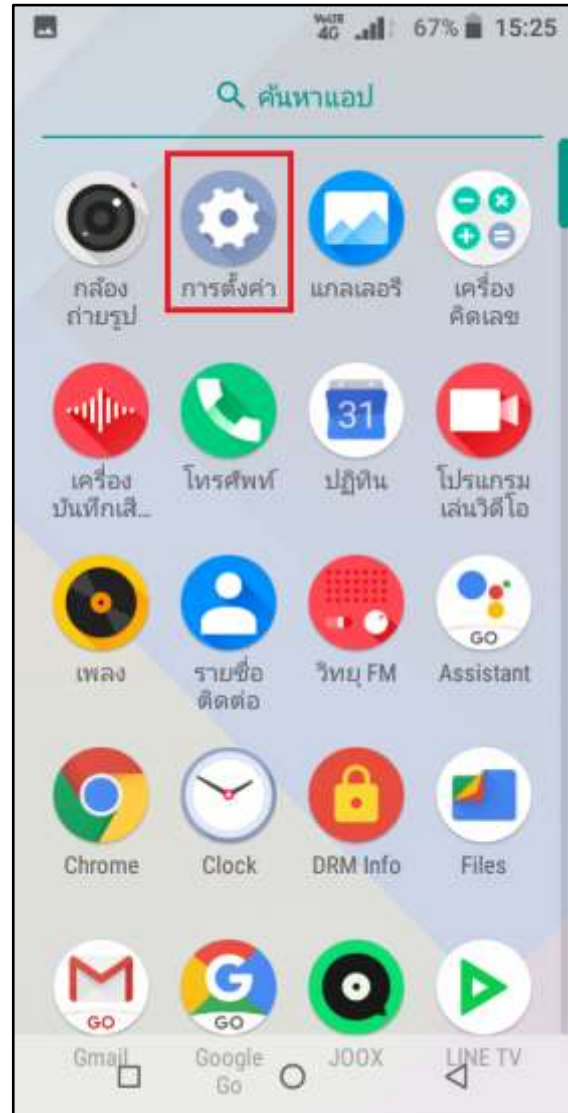 VoLTE
4G 67% 15:25
ค้นหาแอป
กล้อง
ถ่ายรูป
การตั้งค่า
แกลเลอรี
เครื่อง
คิดเลข
เครื่อง
บันทึกเสี...
โทรศัพท์
31
ปฏิทิน
โปรแกรม
เล่นวิดีโอ
เพลง
รายชื่อ
ติดต่อ
วิทยุ FM
GO
Assistant
Chrome
Clock
DRM Info
Files
GO
Gmail
GO
Google
Go
JOOX
LINE TV